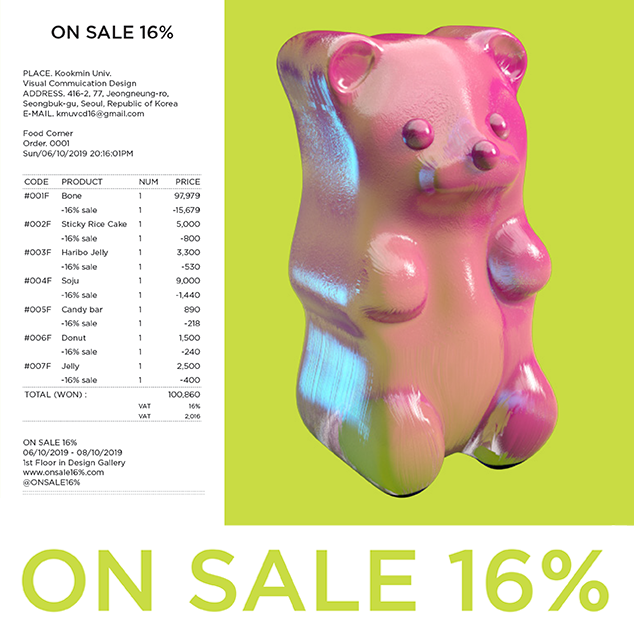 ON SALE 16%
PLACE. Kookmin Univ.
Visual Commuication Design
ADDRESS. 416-2, 77, Jeongneung-ro,
Seongbuk-gu, Seoul, Republic of Korea
E-MAIL. kmuvcd16@gmail.com
Food Corner
Order. 0001
Sun/06/10/2019 20:16:01PM
CODE PRODUCT NUM PRICE
#001F Bone 1 97,979
-16% sale 1 -15,679
#002F Sticky Rice Cake 1 5,000
-16% sale 1 -800
#003F Haribo Jelly 1 3,300
-16% sale 1 -530
#004F Soju 1 9,000
-16% sale 1 -1,440
#005F Candy bar 1 890
-16% sale 1 -218
#006F Donut 1 1,500
-16% sale 1 -240
#007F Jelly 1 2,500
-16% sale 1 -400
TOTAL (WON) : 100,860
VAT 16%
VAT 2,016
ON SALE 16%
06/10/2019 - 08/10/2019
1st Floor in Design Gallery
www.onsale16%.com
@ONSALE16%
ON SALE 16%